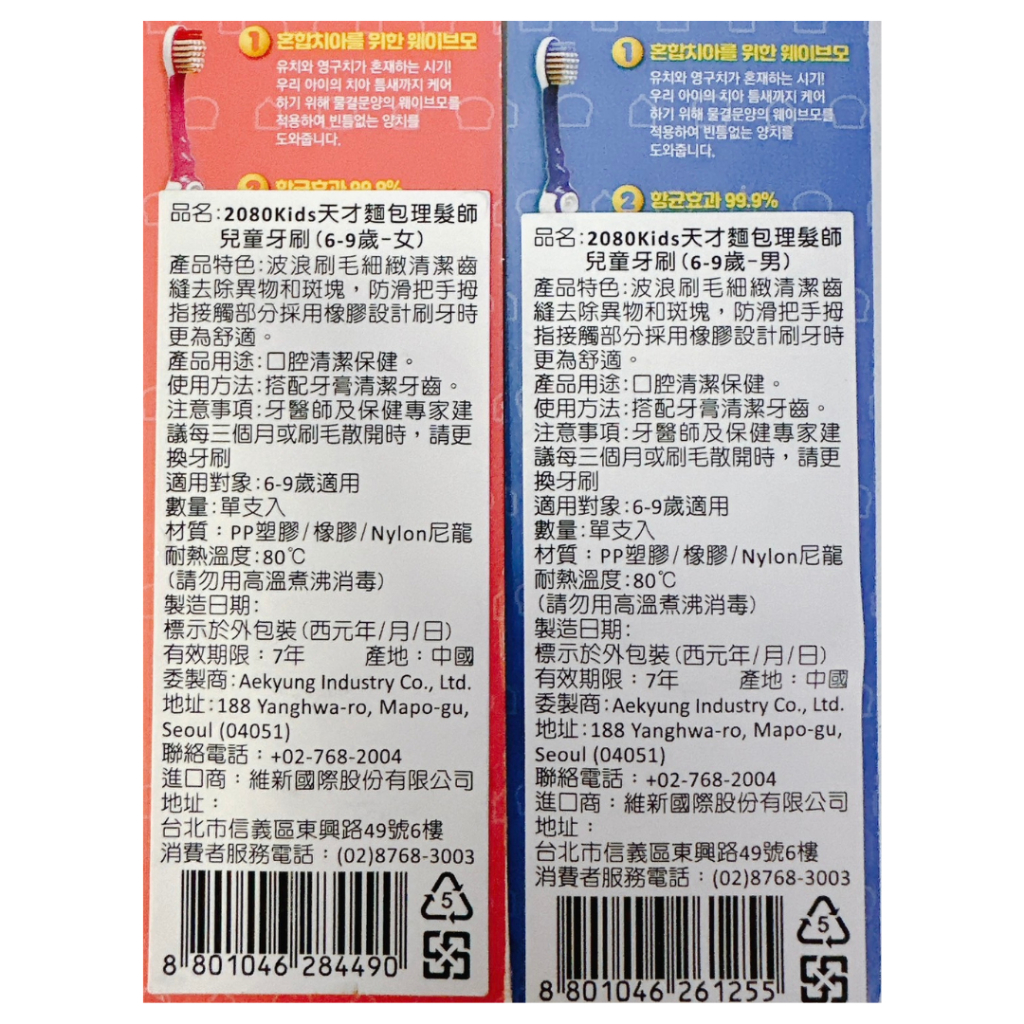 1 혼합치아를 위한 웨이브모
유치와 영구치가 혼재하는 시기!
우리 아이의 치아 틈새까지 케어
하기 위해 물결문양의 웨이브모를
적용하여 빈틈없는 양치를
도와줍니다.
2 항균효과 99.9%
品名:2080Kids天才麵包理髮師
兒童牙刷(6-9歲-女)
產品特色:波浪刷毛細緻清潔齒
縫去除異物和斑塊,防滑把手拇
指接觸部分採用橡膠設計刷牙時
更為舒適。
產品用途:口腔清潔保健。
使用方法:搭配牙膏清潔牙齒。
注意事項:牙醫師及保健專家建
議每三個月或刷毛散開時,請更
換牙刷
適用對象:6-9歲適用
數量:單支入
材質:PP塑膠/橡膠/Nylon尼龍
耐熱溫度:80℃
(請勿用高溫煮沸消毒)
製造日期:
標示於外包裝(西元年/月/日)
有效期限:7年 產地:中國
委製商:Aekyung Industry Co., Ltd.
地址:188 Yanghwa-ro, Mapo-gu,
Seoul (04051)
聯絡電話:+02-768-2004
進口商:維新國際股份有限公司
地址:
台北市信義區東興路49號6樓
消費者服務電話:(02)8768-3003
5
8 801046 284490
1 혼합치아를 위한 웨이브모
유치와 영구치가 혼재하는 시기!
우리 아이의 치아 틈새까지 케어
하기 위해 물결문양의 웨이브모를
적용하여 빈틈없는 양치를
도와줍니다.
2 항균효과 99.9%
品名:2080Kids天才麵包理髮師
兒童牙刷(6-9歲-男)
產品特色:波浪刷毛細緻清潔齒
縫去除異物和斑塊,防滑把手拇
指接觸部分採用橡膠設計刷牙時
更為舒適。
產品用途:口腔清潔保健。
使用方法:搭配牙膏清潔牙齒。
注意事項:牙醫師及保健專家建
議每三個月或刷毛散開時,請更
換牙刷
適用對象:6-9歲適用
數量:單支入
材質:PP塑膠/橡膠/Nylon尼龍
耐熱溫度:80℃
(請勿用高溫煮沸消毒)
製造日期:
標示於外包裝(西元年/月/日)
有效期限:7年 產地:中國
委製商:Aekyung Industry Co., Ltd.
地址:188 Yanghwa-ro, Mapo-gu,
Seoul (04051)
聯絡電話:+02-768-2004
進口商:維新國際股份有限公司
地址:
台北市信義區東興路49號6樓
消費者服務電話:(02)8768-3003
5
8 801046 261255